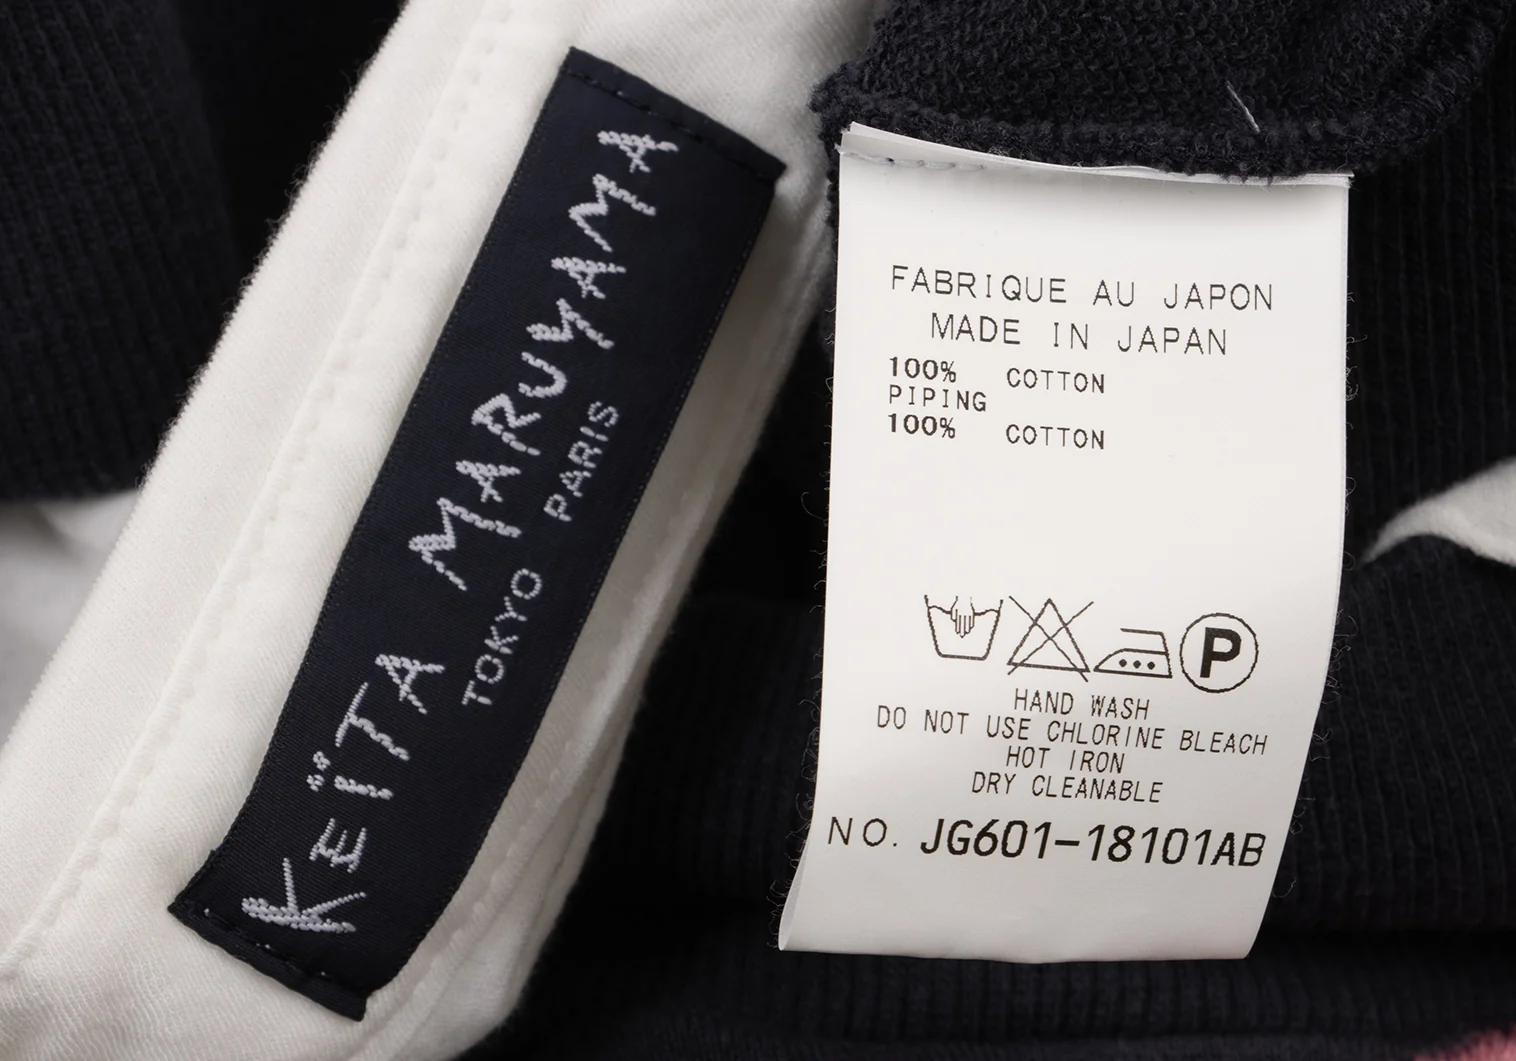 KEÏTA MARUYAMA
TOKYO PARIS
FABRIQUE AU JAPON
MADE IN JAPAN
100% COTTON
PIPING
100% COTTON
P
HAND WASH
DO NOT USE CHLORINE BLEACH
HOT IRON
DRY CLEANABLE
NO. JG601-18101AB